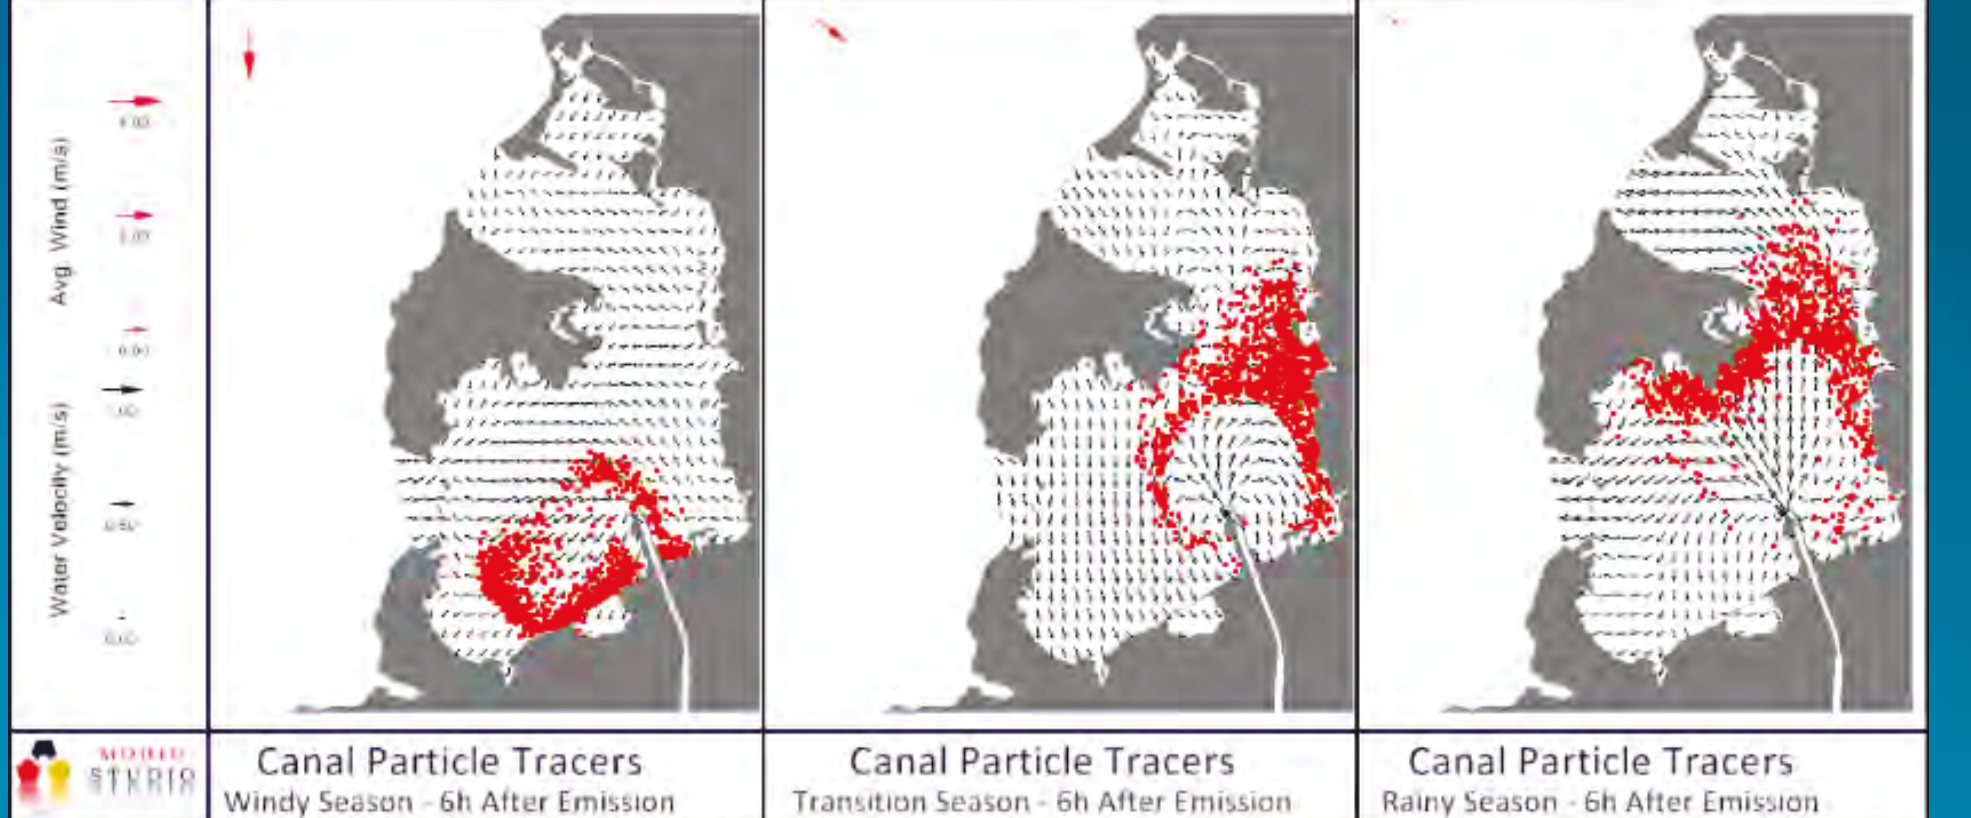 Avg. Wind (m/s)
Water Velocity (m/s)
Canal Particle Tracers
Windy Season - 6h After Emission
Canal Particle Tracers
Transition Season - 6h After Emission
Canal Particle Tracers
Rainy Season - 6h After Emission